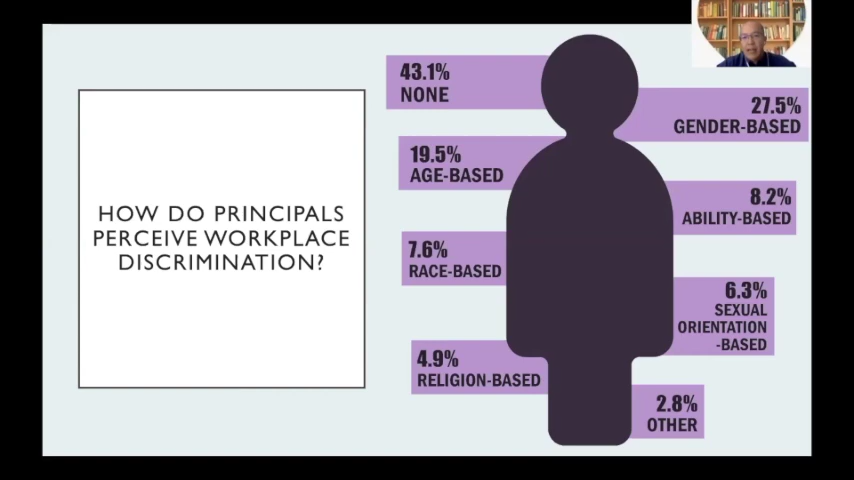 HOW DO PRINCIPALS
PERCEIVE WORKPLACE
DISCRIMINATION?
43.1%
NONE
27.5%
GENDER-BASED
19.5%
AGE-BASED
8.2%
ABILITY-BASED
7.6%
RACE-BASED
6.3%
SEXUAL
ORIENTATION
-BASED
4.9%
RELIGION-BASED
2.8%
OTHER